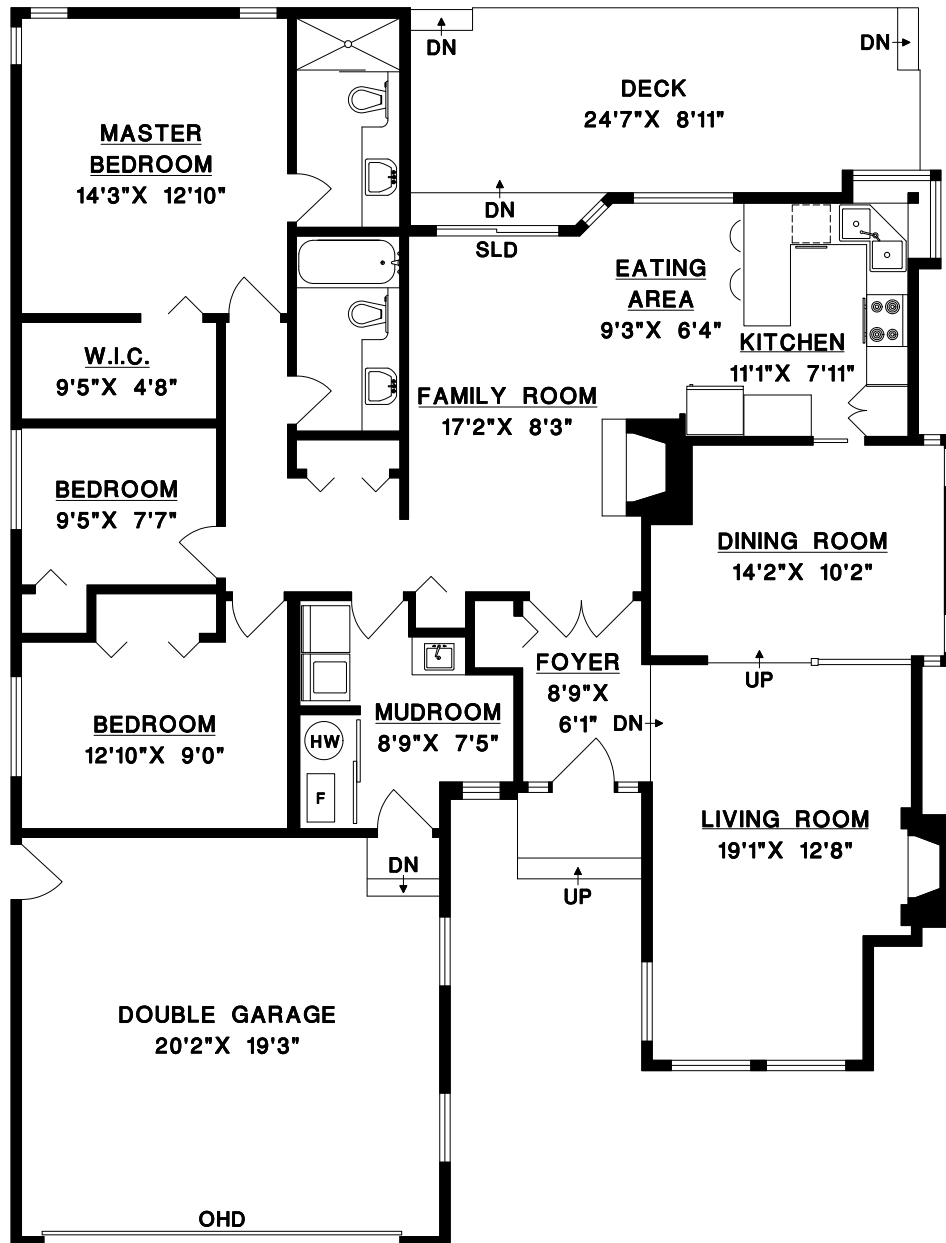 DN
DN
DECK
24'7"X 8'11"
MASTER
BEDROOM
14'3"X 12'10"
DN
SLD
EATING
AREA
9'3"X 6'4"
KITCHEN
11'1"X 7'11"
W.I.C.
9'5"X 4'8"
FAMILY ROOM
17'2"X 8'3"
BEDROOM
9'5"X 7'7"
DINING ROOM
14'2"X 10'2"
UP
FOYER
8'9"X
6'1"
DN
BEDROOM
12'10"X 9'0"
MUDROOM
8'9"X 7'5"
HW
F
LIVING ROOM
19'1"X 12'8"
DN
UP
DOUBLE GARAGE
20'2"X 19'3"
OHD